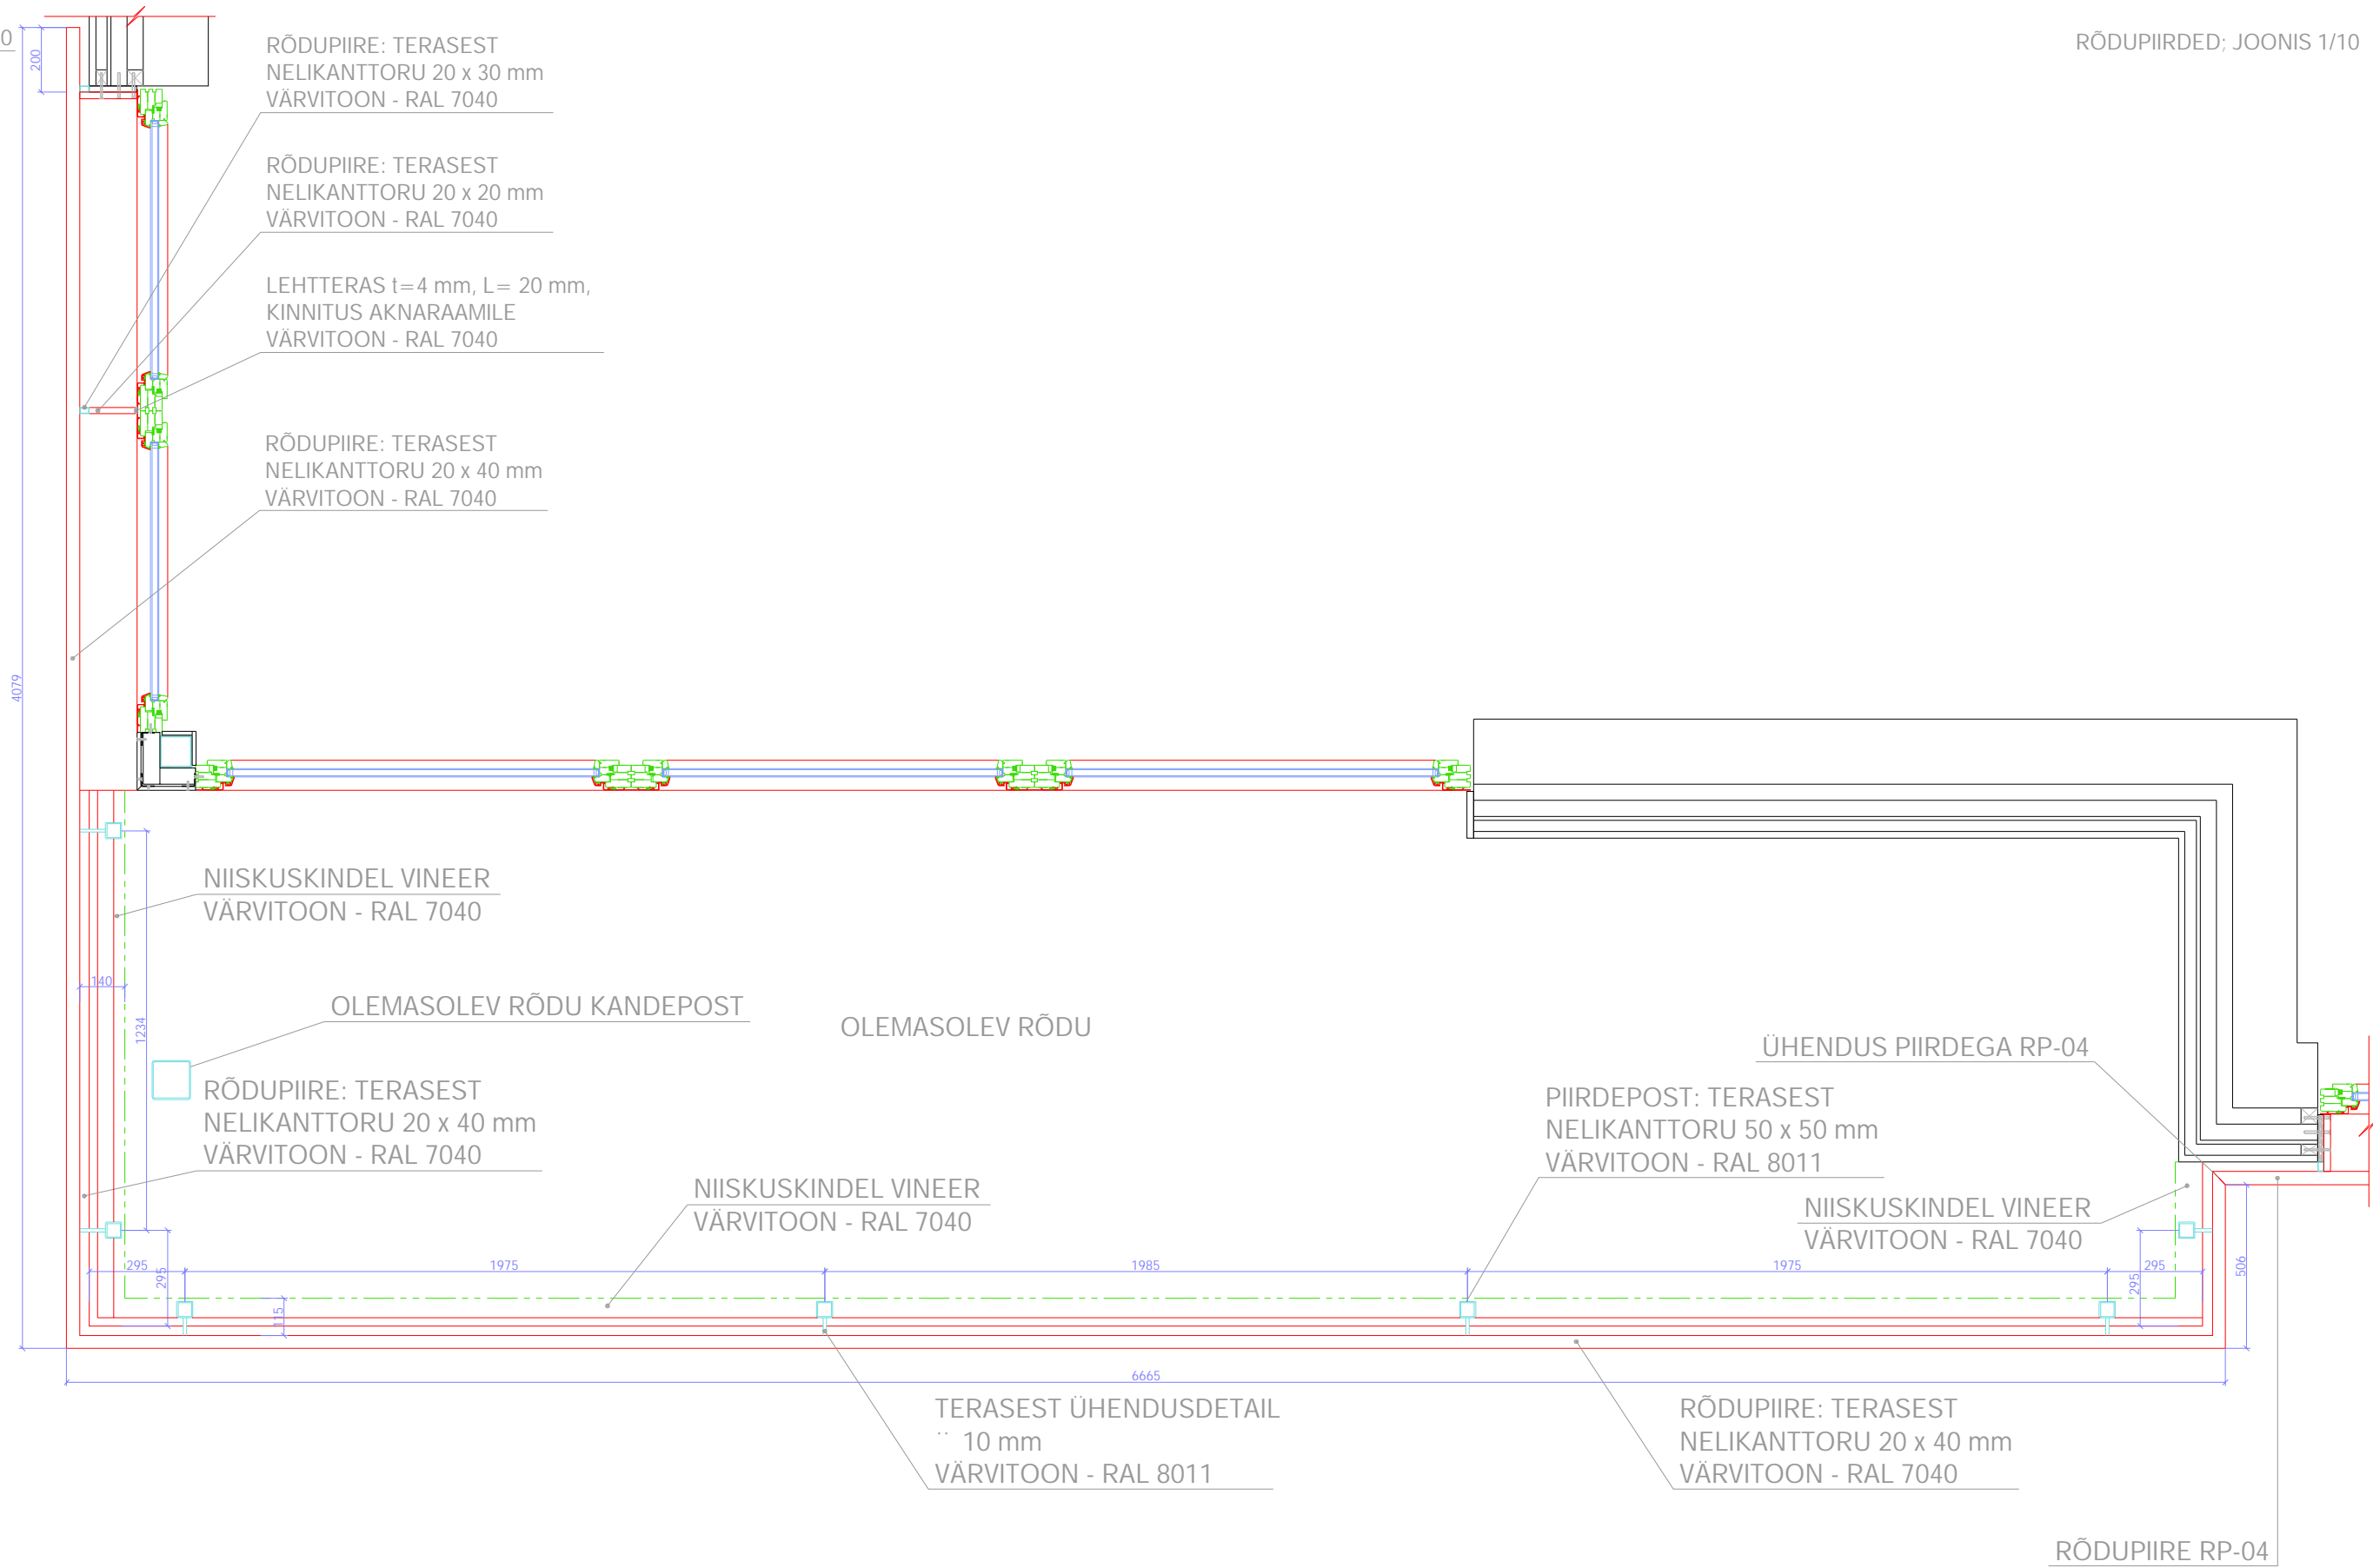 0
RÕDUPIIRDED; JOONIS 1/10
200
RÕDUPIIRE: TERASEST
NELIKANTTORU 20 x 30 mm
VÄRVITOON - RAL 7040
RÕDUPIIRE: TERASEST
NELIKANTTORU 20 x 20 mm
VÄRVITOON - RAL 7040
LEHTTERAS t=4 mm, L= 20 mm,
KINNITUS AKNARAAMILE
VÄRVITOON - RAL 7040
RÕDUPIIRE: TERASEST
NELIKANTTORU 20 x 40 mm
VÄRVITOON - RAL 7040
4079
NIISKUSKINDEL VINEER
VÄRVITOON - RAL 7040
140
1234
OLEMASOLEV RÕDU KANDEPOST
OLEMASOLEV RÕDU
ÜHENDUS PIIRDEGA RP-04
RÕDUPIIRE: TERASEST
NELIKANTTORU 20 x 40 mm
VÄRVITOON - RAL 7040
PIIRDEPOST: TERASEST
NELIKANTTORU 50 x 50 mm
VÄRVITOON - RAL 8011
NIISKUSKINDEL VINEER
VÄRVITOON - RAL 7040
NIISKUSKINDEL VINEER
VÄRVITOON - RAL 7040
295
295
1975
1985
1975
295
295
506
115
6665
TERASEST ÜHENDUSDETAIL
¨ 10 mm
VÄRVITOON - RAL 8011
RÕDUPIIRE: TERASEST
NELIKANTTORU 20 x 40 mm
VÄRVITOON - RAL 7040
RÕDUPIIRE RP-04